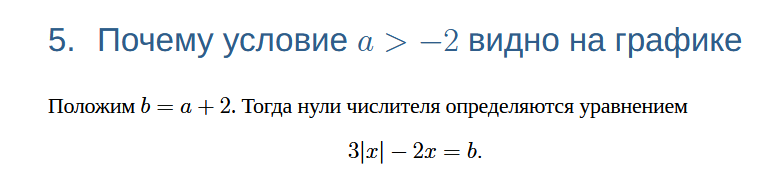 5. Почему условие a > −2 видно на графике
Положим b = a + 2. Тогда нули числителя определяются уравнением
3|x| − 2x = b.